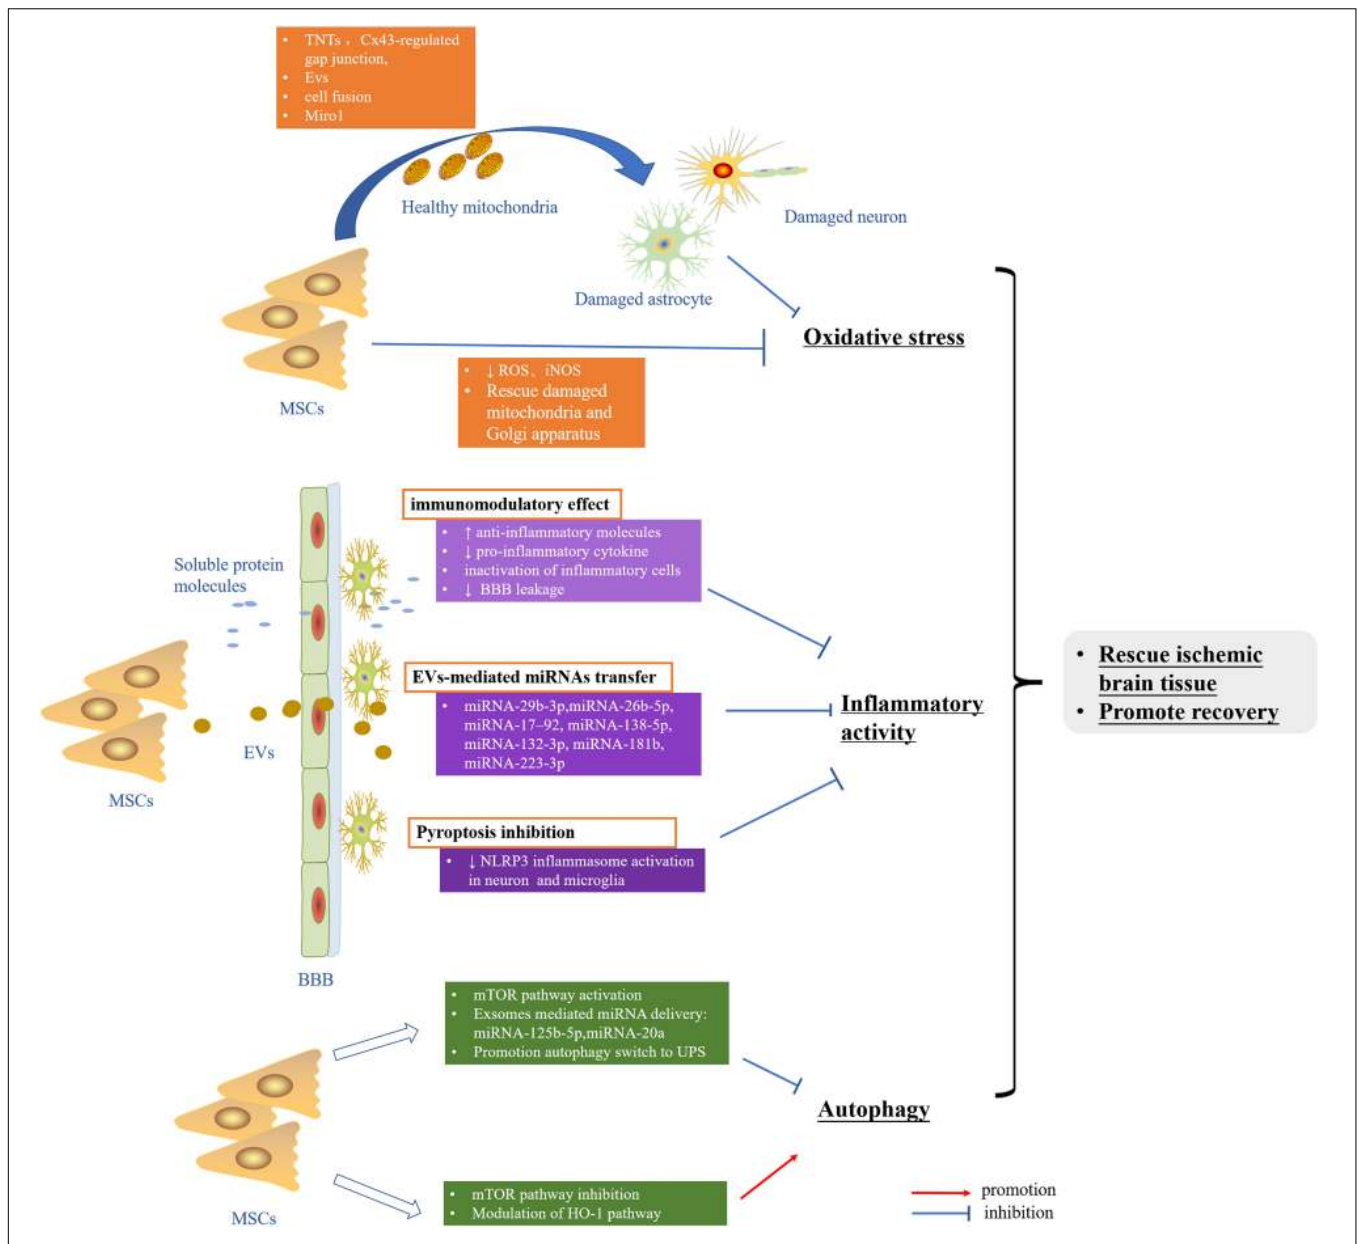 • TNTs , Cx43-regulated
gap junction,
• Evs
• cell fusion
• Miro1
Healthy mitochondria
Damaged neuron
Damaged astrocyte
MSCs
Oxidative stress
• ↓ ROS、iNOS
• Rescue damaged
mitochondria and
Golgi apparatus
immunomodulatory effect
• ↑ anti-inflammatory molecules
• ↓ pro-inflammatory cytokine
• inactivation of inflammatory cells
• ↓ BBB leakage
Soluble protein
molecules
EVs-mediated miRNAs transfer
• miRNA-29b-3p,miRNA-26b-5p,
miRNA-17–92, miRNA-138-5p,
miRNA-132-3p, miRNA-181b,
miRNA-223-3p
EVs
MSCs
Inflammatory
activity
Pyroptosis inhibition
• ↓ NLRP3 inflammasome activation
in neuron and microglia
BBB
• Rescue ischemic
brain tissue
• Promote recovery
• mTOR pathway activation
• Exsomes mediated miRNA delivery:
miRNA-125b-5p,miRNA-20a
• Promotion autophagy switch to UPS
Autophagy
MSCs
• mTOR pathway inhibition
• Modulation of HO-1 pathway
promotion
inhibition